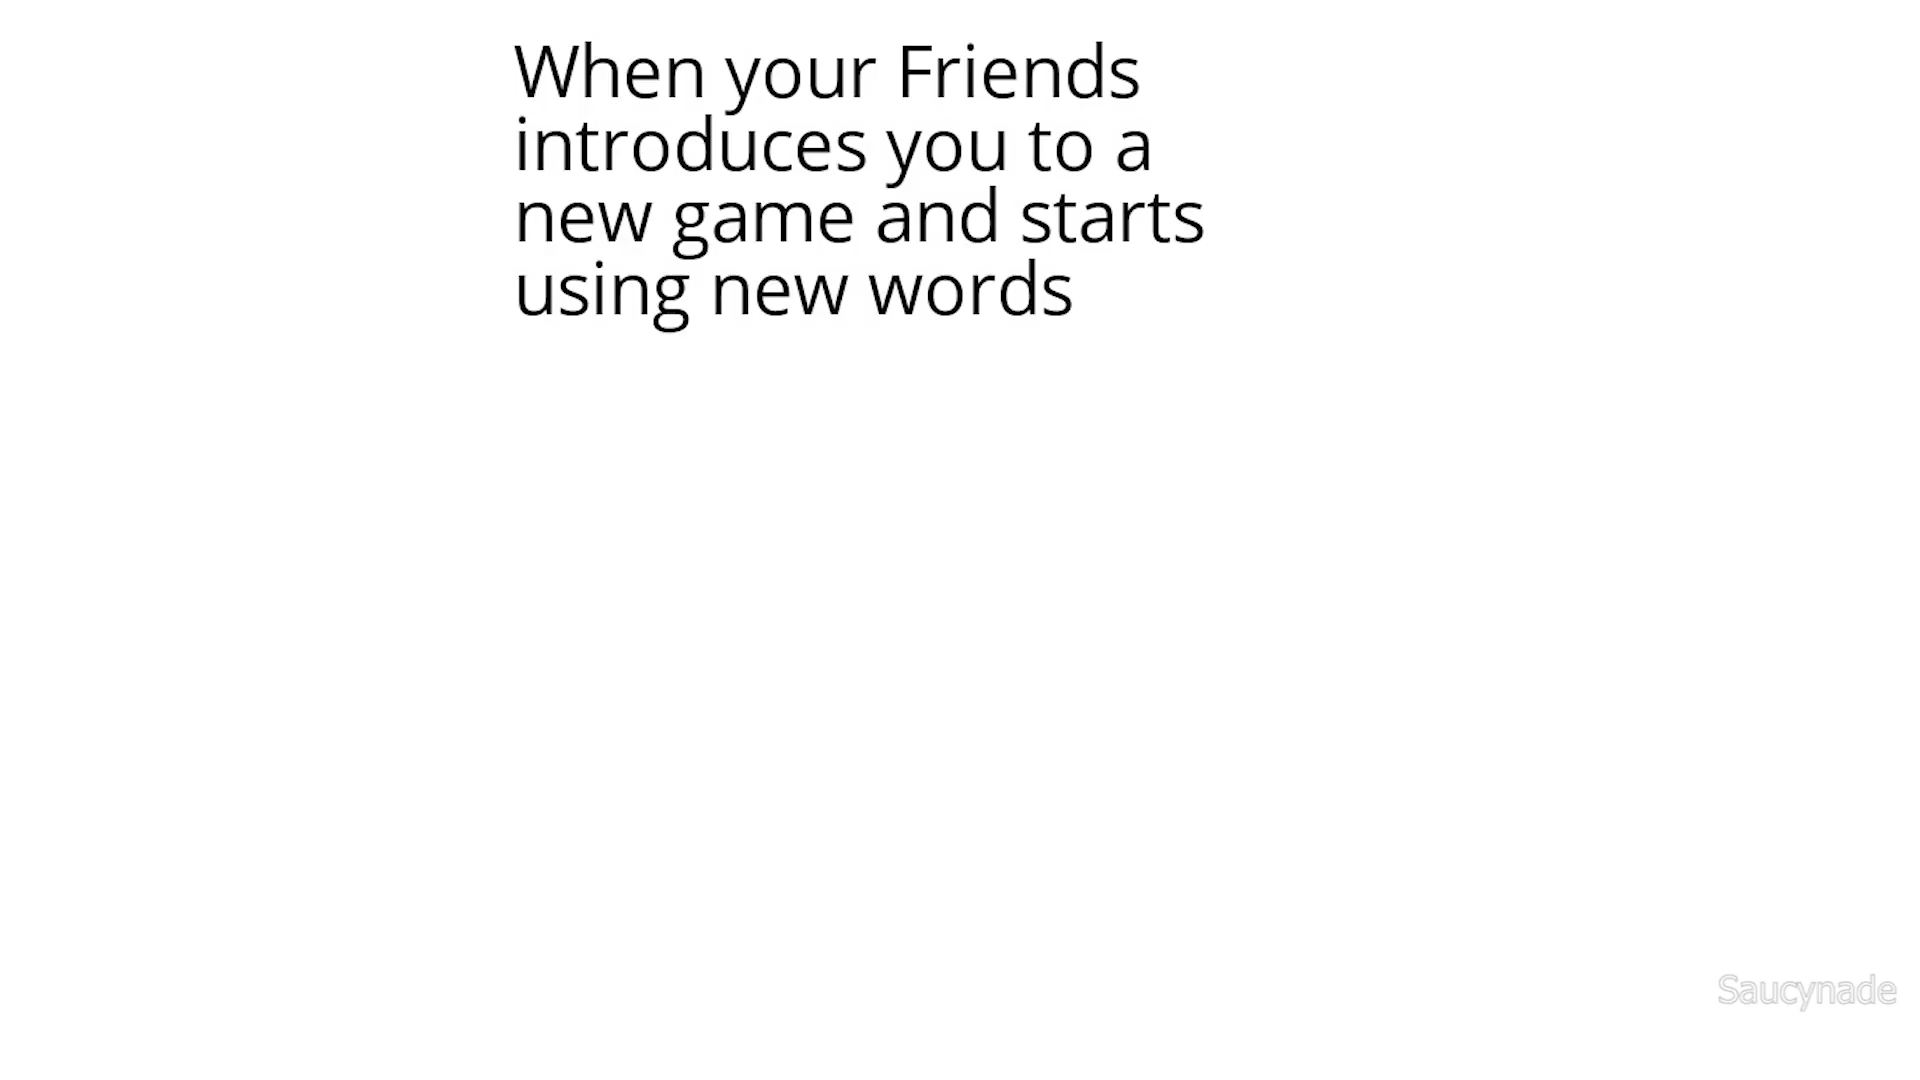 When your Friends
introduces you to a
new game and starts
using new words
Saucynade